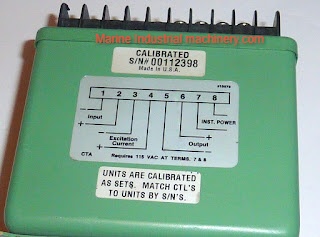 Marine Industrial machinery.com
CALIBRATED
S/N# 00112398
Made in U.S.A.
1 2 3 4 5 6 7 8
- Input +
Excitation Current
+ Output -
INST. POWER
CTA Requires 115 VAC AT TERMS. 7 & 8
UNITS ARE CALIBRATED
AS SETS. MATCH CTL'S
TO UNITS BY S/N'S.